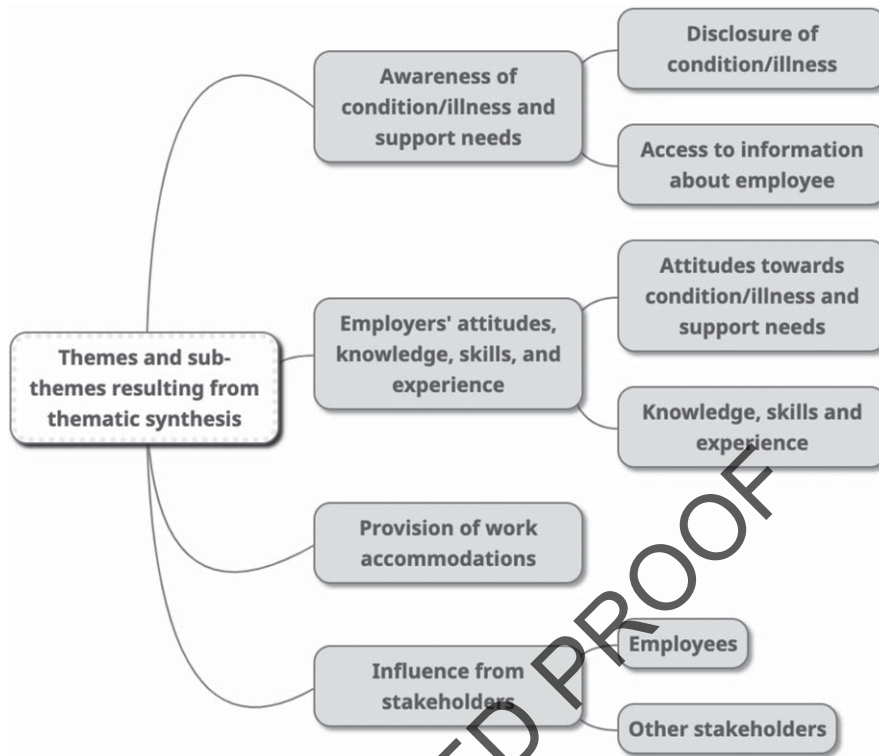 Themes and sub-
themes resulting from
thematic synthesis
Awareness of
condition/illness and
support needs
Disclosure of
condition/illness
Access to information
about employee
Employers' attitudes,
knowledge, skills, and
experience
Attitudes towards
condition/illness and
support needs
Knowledge, skills and
experience
Provision of work
accommodations
Influence from
stakeholders
Employees
Other stakeholders
ED PROOF